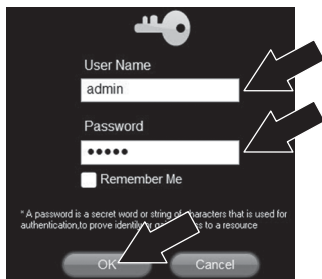 User Name
admin
Password
•••••
Remember Me
* A password is a secret word or string of characters that is used for
authentication,to prove identity or to a resource
OK
Cancel